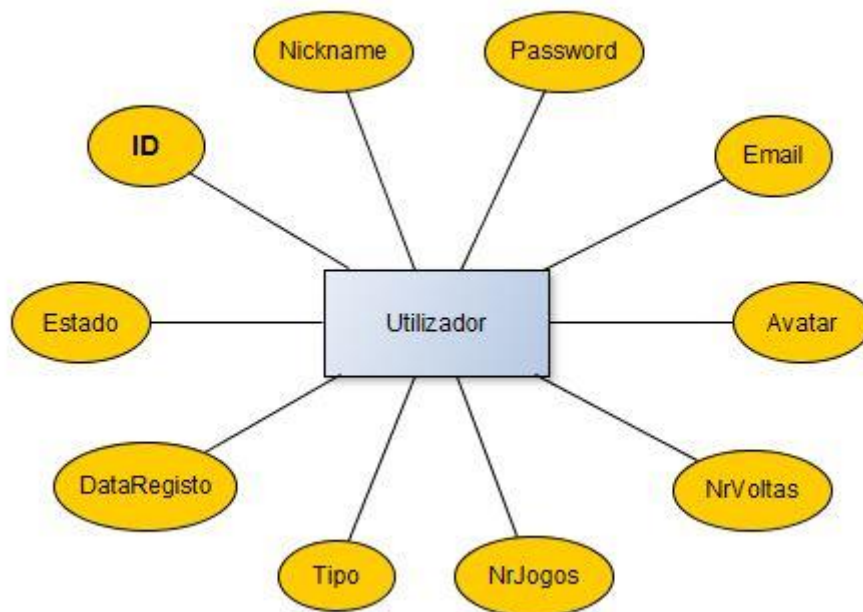 Nickname
Password
ID
Email
Estado
Utilizador
Avatar
DataRegisto
NrVoltas
Tipo
NrJogos